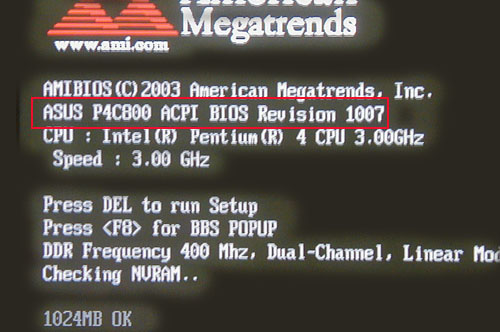 American
Megatrends
www.ami.com
AMIBIOS(C)2003 American Megatrends, Inc.
ASUS P4C800 ACPI BIOS Revision 1007
CPU : Intel(R) Pentium(R) 4 CPU 3.00GHz
Speed : 3.00 GHz
Press DEL to run Setup
Press <F8> for BBS POPUP
DDR Frequency 400 Mhz, Dual-Channel, Linear Mo
Checking NVRAM..
1024MB OK